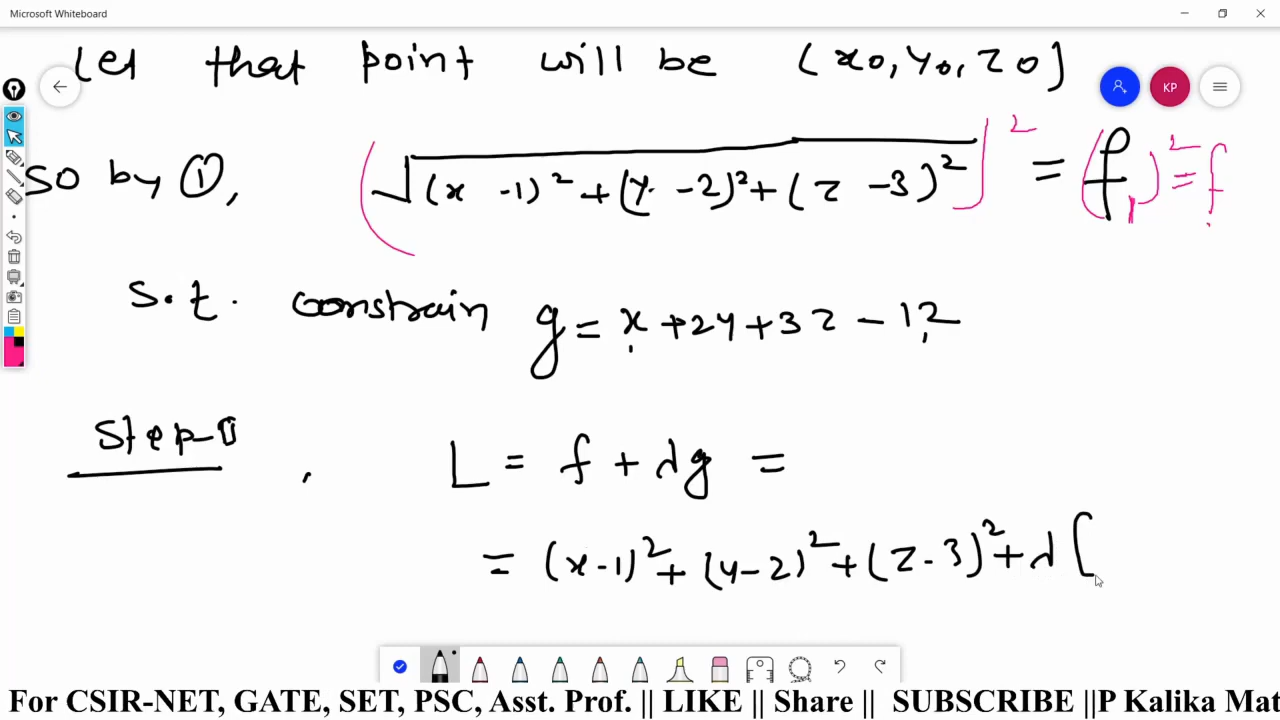 Microsoft Whiteboard
Let that point will be (x0, y0, z0)
KP
so by ①, (√(x -1)² + (y -2)² + (z -3)²)² = (f₁)² = f
s.t. constrain g = x + 2y + 3z - 12
Step-I , L = f + λg =
= (x-1)² + (y-2)² + (z-3)² + λ [
For CSIR-NET, GATE, SET, PSC, Asst. Prof. || LIKE || Share || SUBSCRIBE ||P Kalika Mat